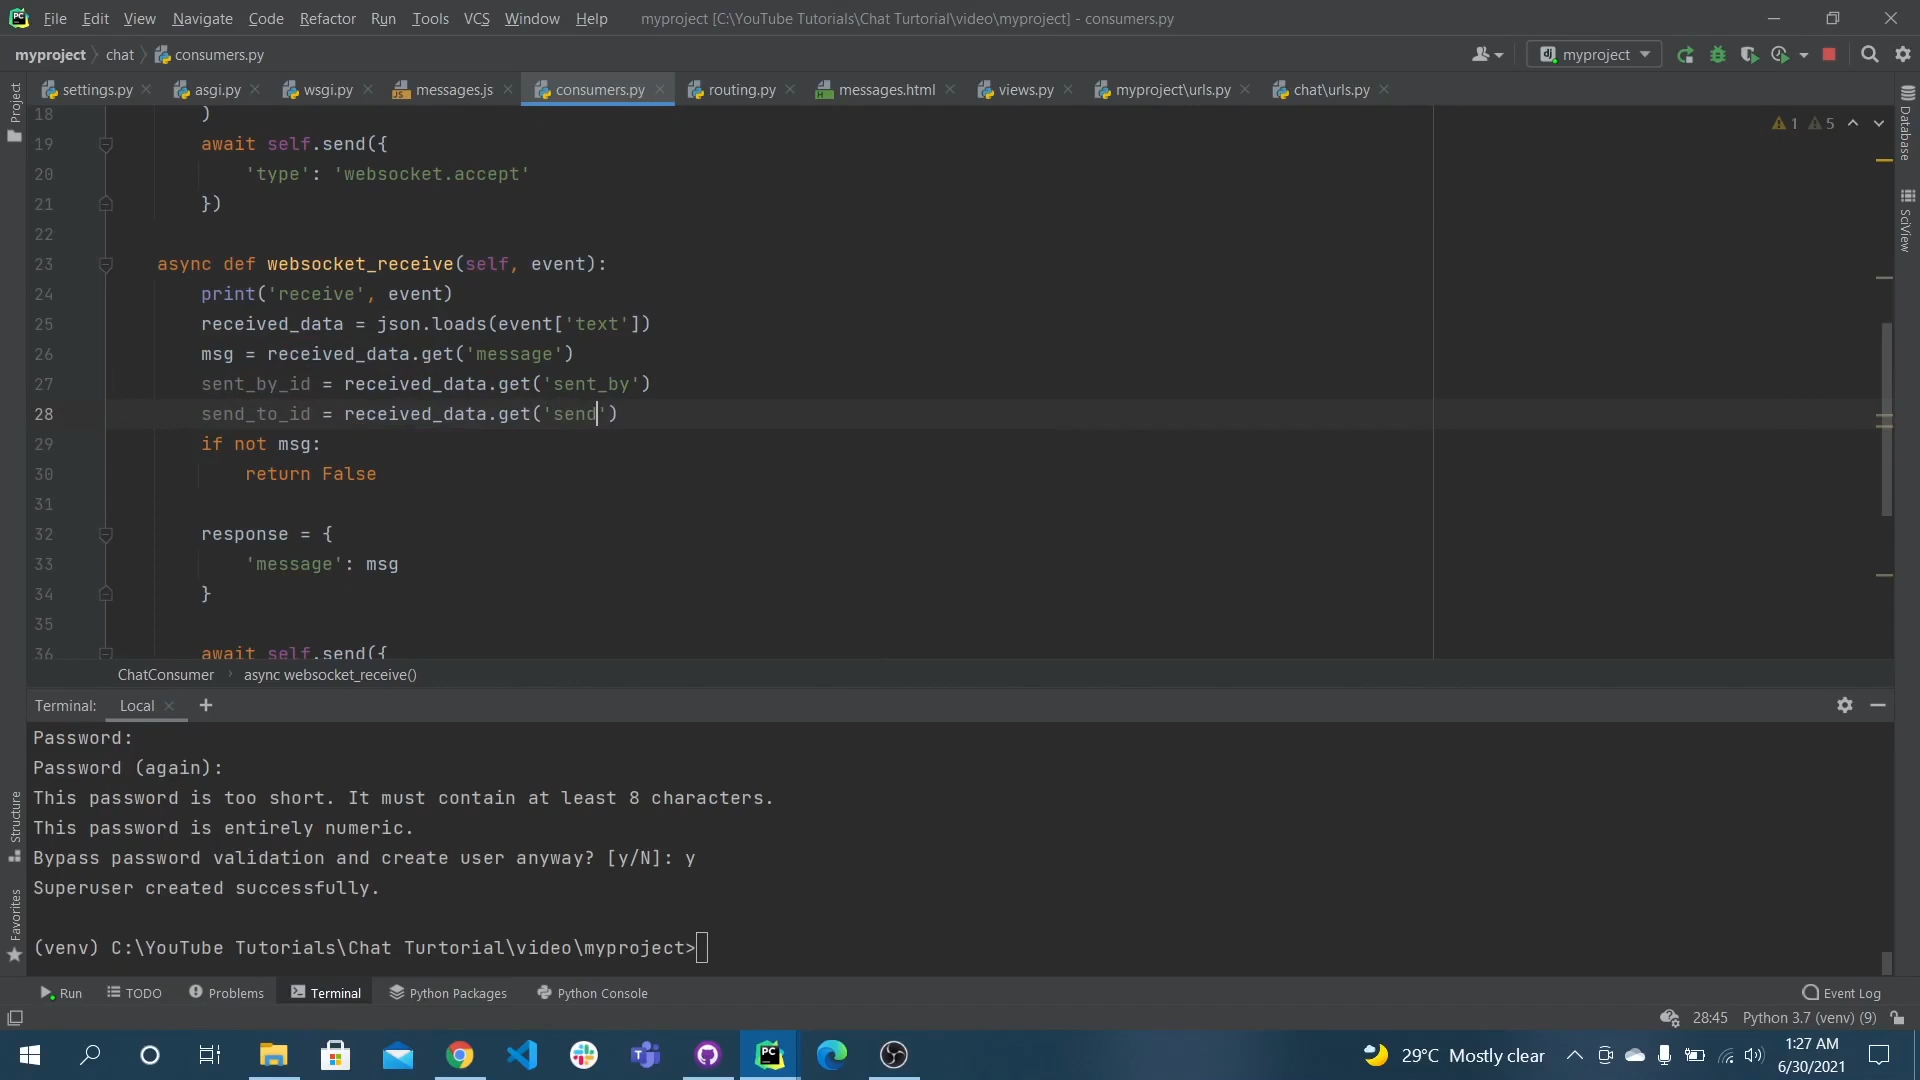 File Edit View Navigate Code Refactor Run Tools VCS Window Help myproject [C:\YouTube Tutorials\Chat Turtorial\video\myproject] - consumers.py
myproject chat consumers.py myproject
settings.py asgi.py wsgi.py messages.js consumers.py routing.py messages.html views.py myproject\urls.py chat\urls.py
Project
Database
SciView
Structure
Favorites
1 5
18 )
19 await self.send({
20 'type': 'websocket.accept'
21 })
22
23 async def websocket_receive(self, event):
24 print('receive', event)
25 received_data = json.loads(event['text'])
26 msg = received_data.get('message')
27 sent_by_id = received_data.get('sent_by')
28 send_to_id = received_data.get('send')
29 if not msg:
30 return False
31
32 response = {
33 'message': msg
34 }
35
36 await self.send({
ChatConsumer async websocket_receive()
Terminal: Local
Password:
Password (again):
This password is too short. It must contain at least 8 characters.
This password is entirely numeric.
Bypass password validation and create user anyway? [y/N]: y
Superuser created successfully.
(venv) C:\YouTube Tutorials\Chat Turtorial\video\myproject>
Run TODO Problems Terminal Python Packages Python Console Event Log
28:45 Python 3.7 (venv) (9)
29°C Mostly clear
1:27 AM
6/30/2021